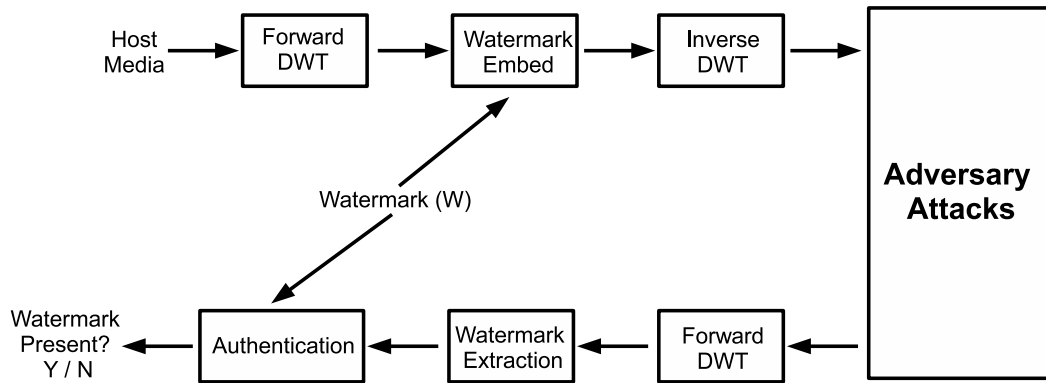 Host
Media
Forward
DWT
Watermark
Embed
Inverse
DWT
Adversary
Attacks
Watermark (W)
Watermark
Present?
Y / N
Authentication
Watermark
Extraction
Forward
DWT